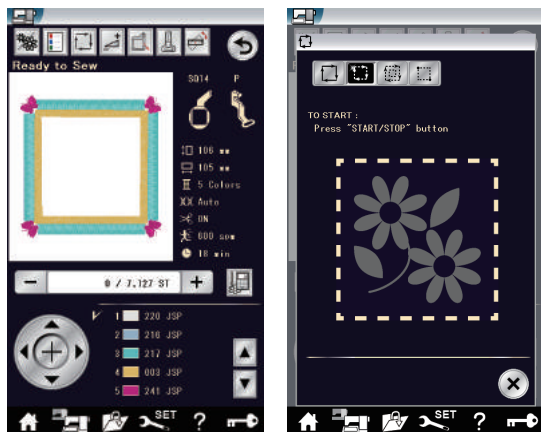 Ready to Sew
SQ14 P
106 mm
105 mm
5 Colors
Auto
ON
600 spm
18 min
− 0 / 7,127 ST +
1 220 JSP
2 218 JSP
3 217 JSP
4 003 JSP
5 241 JSP
SET ?
TO START :
Press "START/STOP" button
SET ?